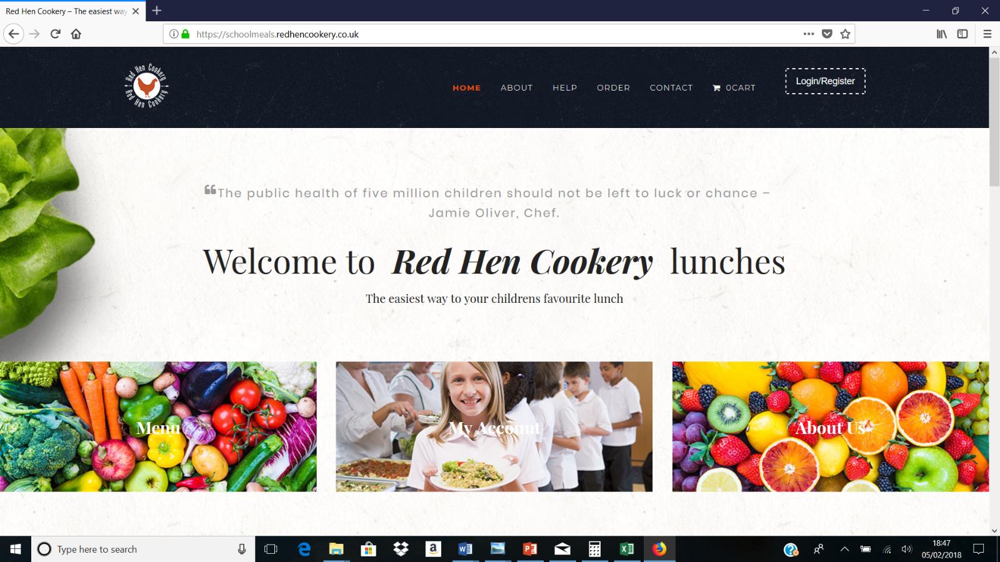 Red Hen Cookery – The easiest way
https://schoolmeals.redhencookery.co.uk
Red Hen Cookery
Red Hen Cookery
HOME ABOUT HELP ORDER CONTACT 0CART Login/Register
❝The public health of five million children should not be left to luck or chance –
Jamie Oliver, Chef.
Welcome to Red Hen Cookery lunches
The easiest way to your childrens favourite lunch
Menu My Account About Us
Type here to search
18:47
05/02/2018